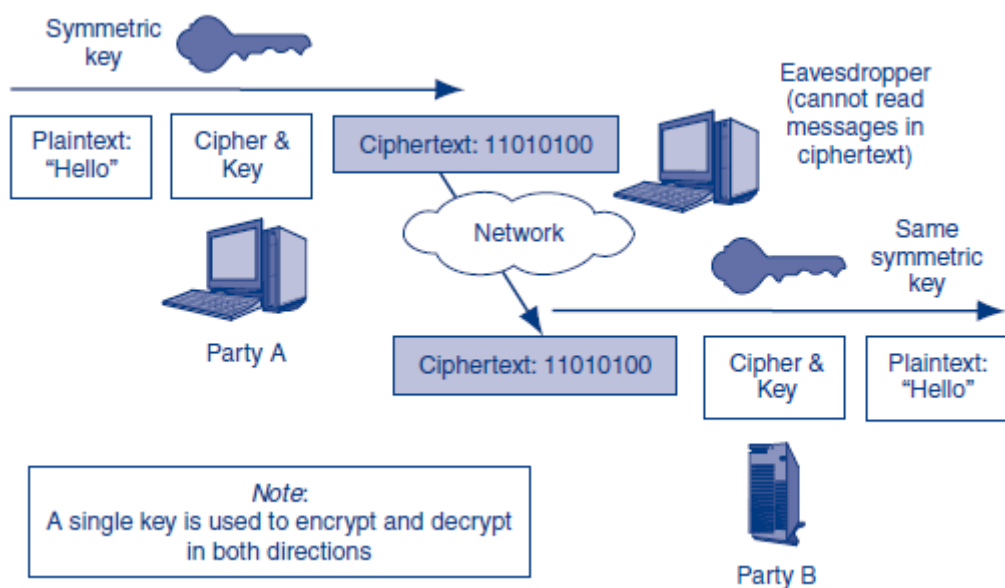 Symmetric
key
Eavesdropper
(cannot read
messages in
ciphertext)
Plaintext:
“Hello”
Cipher &
Key
Ciphertext: 11010100
Network
Party A
Same
symmetric
key
Ciphertext: 11010100
Cipher &
Key
Plaintext:
“Hello”
Note:
A single key is used to encrypt and decrypt
in both directions
Party B